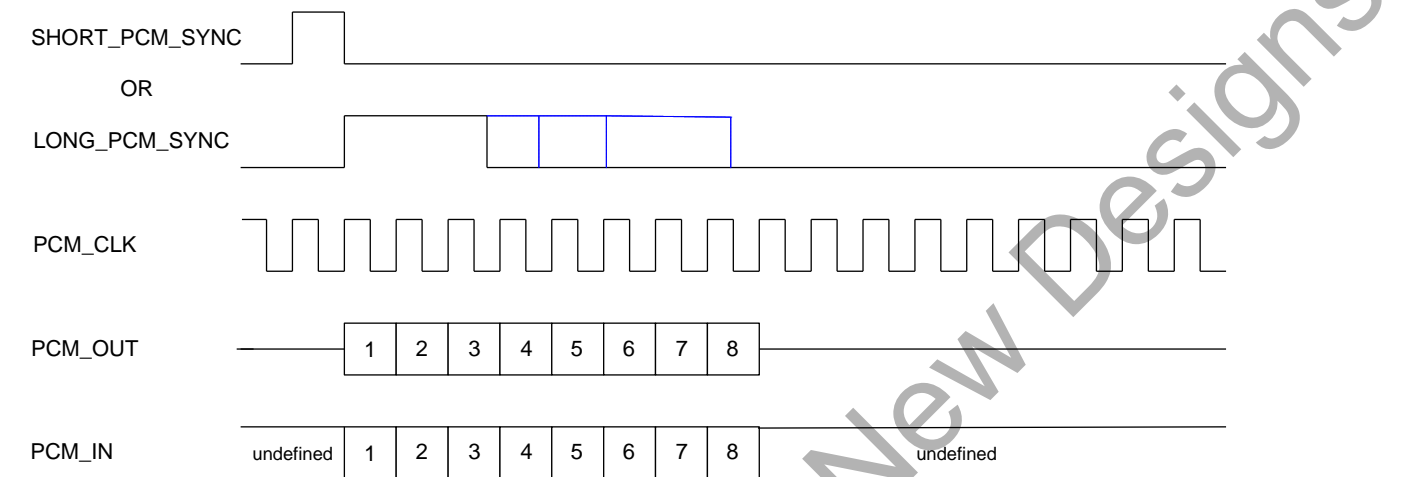 SHORT_PCM_SYNC
OR
LONG_PCM_SYNC
PCM_CLK
PCM_OUT
1 2 3 4 5 6 7 8
PCM_IN
undefined 1 2 3 4 5 6 7 8 undefined
New Designs